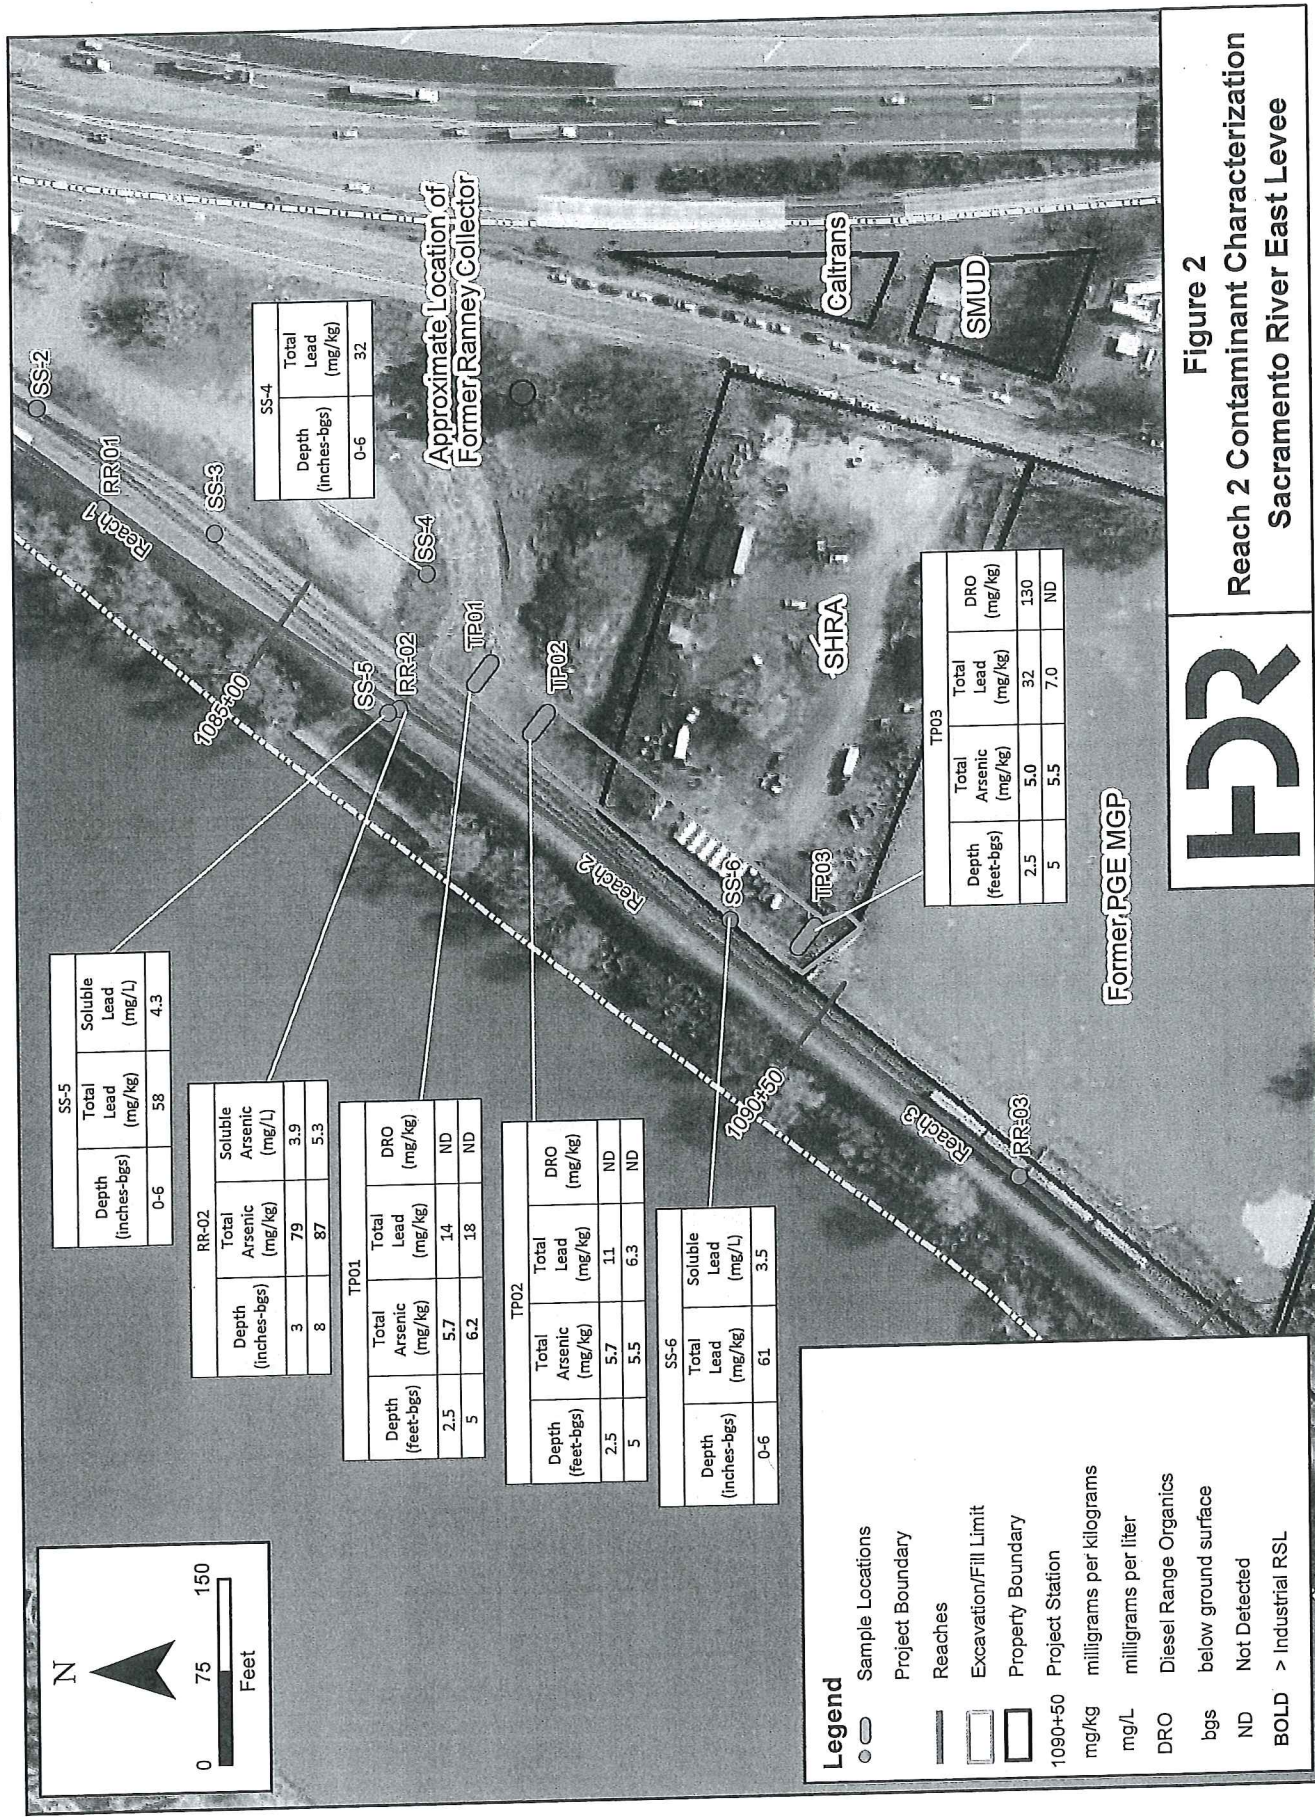 N
0 75 150
Feet
SS-5
Depth (inches-bgs) Total Lead (mg/kg) Soluble Lead (mg/L)
0-6 58 4.3
RR-02
Depth (inches-bgs) Total Arsenic (mg/kg) Soluble Arsenic (mg/L)
3 79 3.9
8 87 5.3
TP01
Depth (feet-bgs) Total Arsenic (mg/kg) Total Lead (mg/kg) DRO (mg/kg)
2.5 5.7 14 ND
5 6.2 18 ND
TP02
Depth (feet-bgs) Total Arsenic (mg/kg) Total Lead (mg/kg) DRO (mg/kg)
2.5 5.7 11 ND
5 5.5 6.3 ND
SS-6
Depth (inches-bgs) Total Lead (mg/kg) Soluble Lead (mg/L)
0-6 61 3.5
SS-4
Depth (inches-bgs) Total Lead (mg/kg)
0-6 32
TP03
Depth (feet-bgs) Total Arsenic (mg/kg) Total Lead (mg/kg) DRO (mg/kg)
2.5 5.0 32 130
5 5.5 7.0 ND
SS-2
RR-01
Reach 1
SS-3
1085+00
SS-4
SS-5
RR-02
TP01
TP02
Approximate Location of
Former Ranney Collector
Reach 2
SS-6
TP03
SHRA
Caltrans
SMUD
1090+50
Reach 3
RR-03
Former PGE MGP
Legend
Sample Locations
Project Boundary
Reaches
Excavation/Fill Limit
Property Boundary
1090+50 Project Station
mg/kg milligrams per kilograms
mg/L milligrams per liter
DRO Diesel Range Organics
bgs below ground surface
ND Not Detected
BOLD > Industrial RSL
HDR
Figure 2
Reach 2 Contaminant Characterization
Sacramento River East Levee